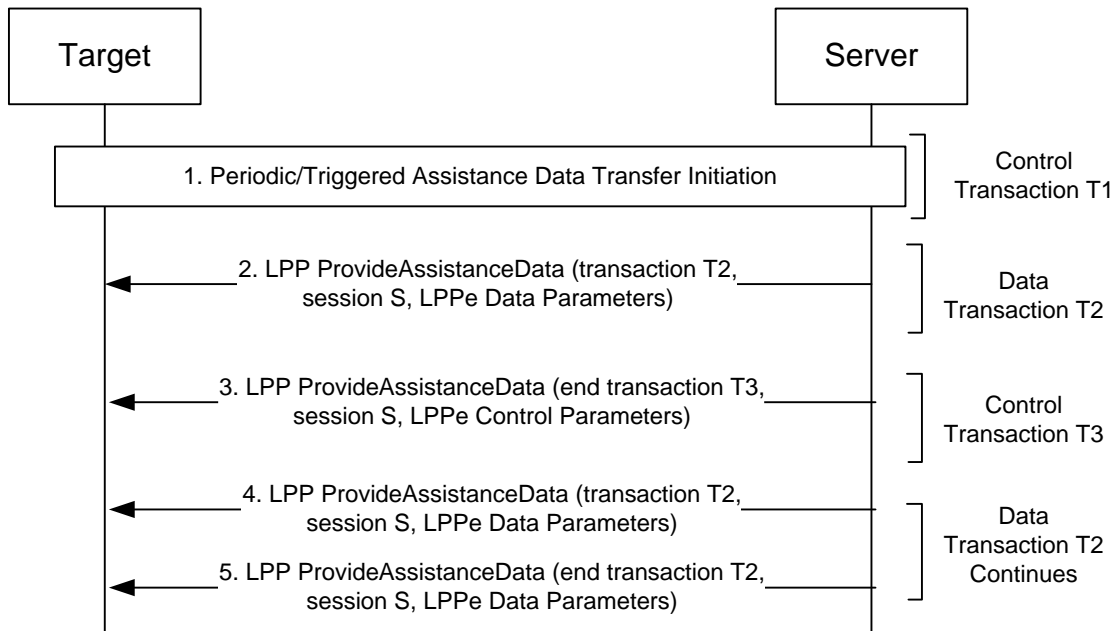 Target
Server
1. Periodic/Triggered Assistance Data Transfer Initiation
Control
Transaction T1
2. LPP ProvideAssistanceData (transaction T2,
session S, LPPe Data Parameters)
Data
Transaction T2
3. LPP ProvideAssistanceData (end transaction T3,
session S, LPPe Control Parameters)
Control
Transaction T3
4. LPP ProvideAssistanceData (transaction T2,
session S, LPPe Data Parameters)
5. LPP ProvideAssistanceData (end transaction T2,
session S, LPPe Data Parameters)
Data
Transaction T2
Continues